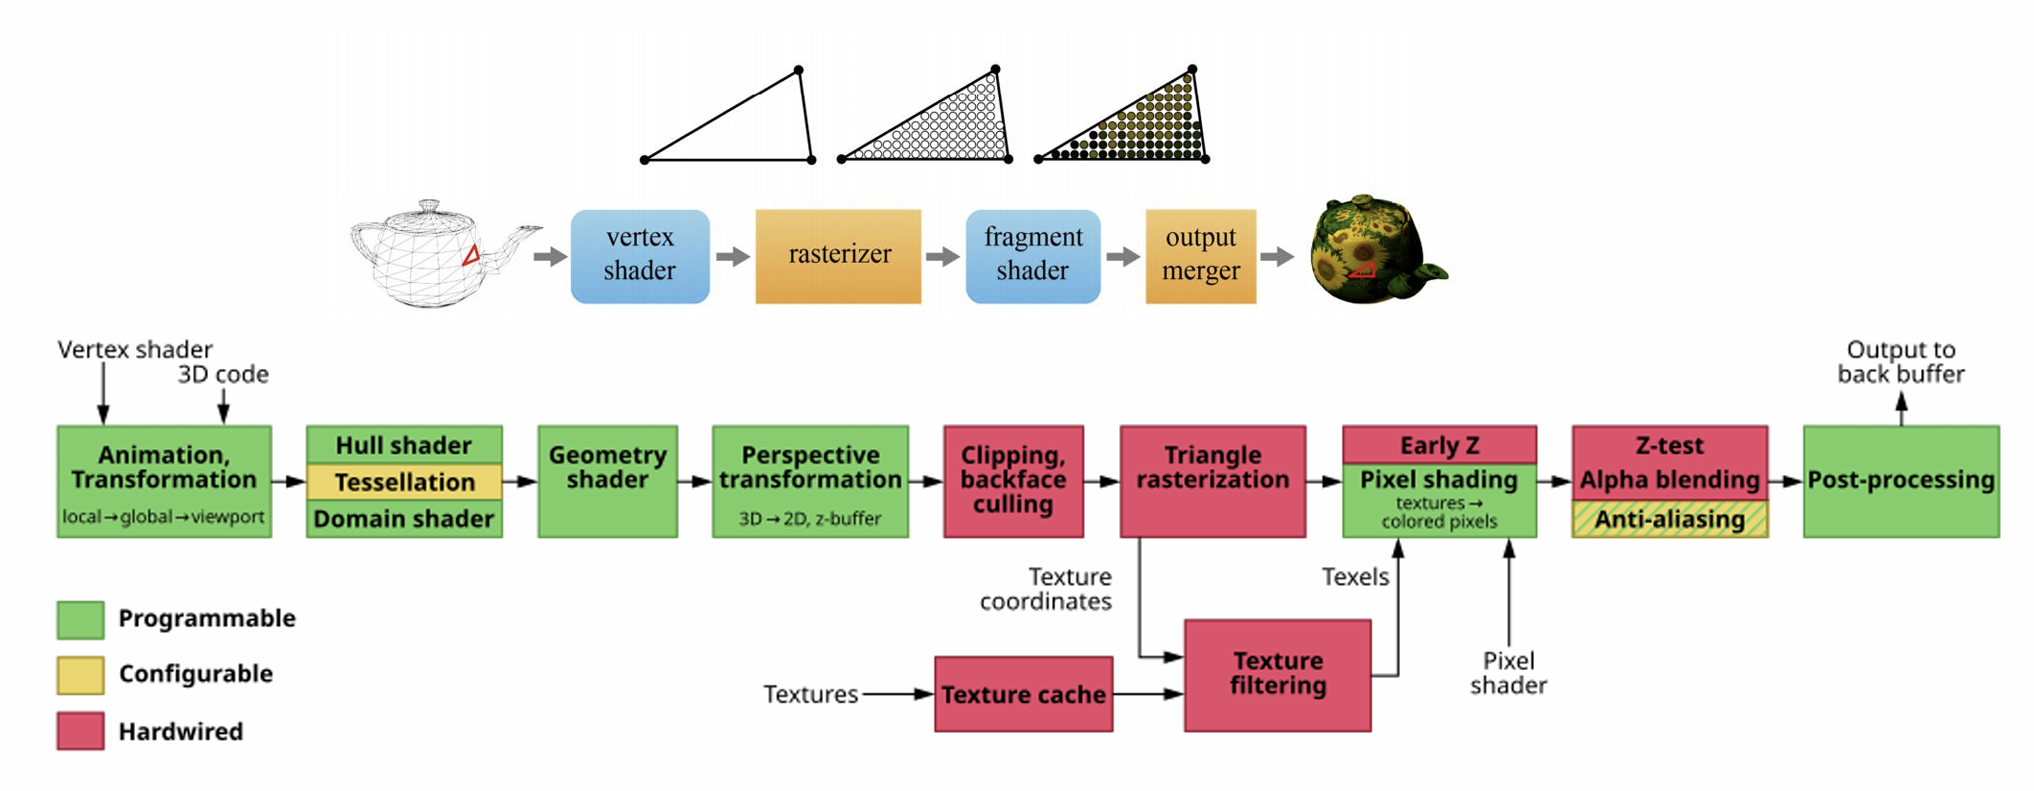 vertex
shader
rasterizer
fragment
shader
output
merger
Vertex shader
3D code
Output to
back buffer
Animation,
Transformation
local→global→viewport
Hull shader
Tessellation
Domain shader
Geometry
shader
Perspective
transformation
3D→2D, z-buffer
Clipping,
backface
culling
Triangle
rasterization
Early Z
Pixel shading
textures→
colored pixels
Z-test
Alpha blending
Anti-aliasing
Post-processing
Texture
coordinates
Texels
Programmable
Configurable
Hardwired
Textures
Texture cache
Texture
filtering
Pixel
shader